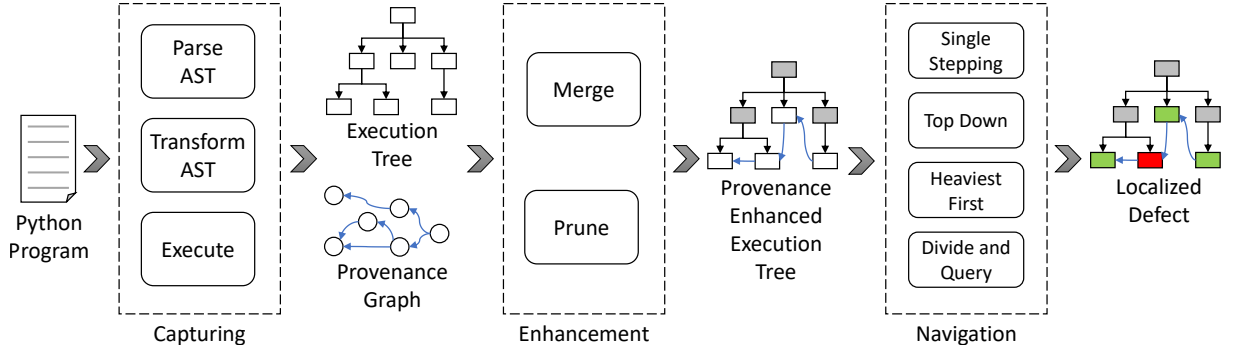 Python
Program
Parse
AST
Transform
AST
Execute
Capturing
Execution
Tree
Provenance
Graph
Merge
Prune
Enhancement
Provenance
Enhanced
Execution
Tree
Single
Stepping
Top Down
Heaviest
First
Divide and
Query
Navigation
Localized
Defect